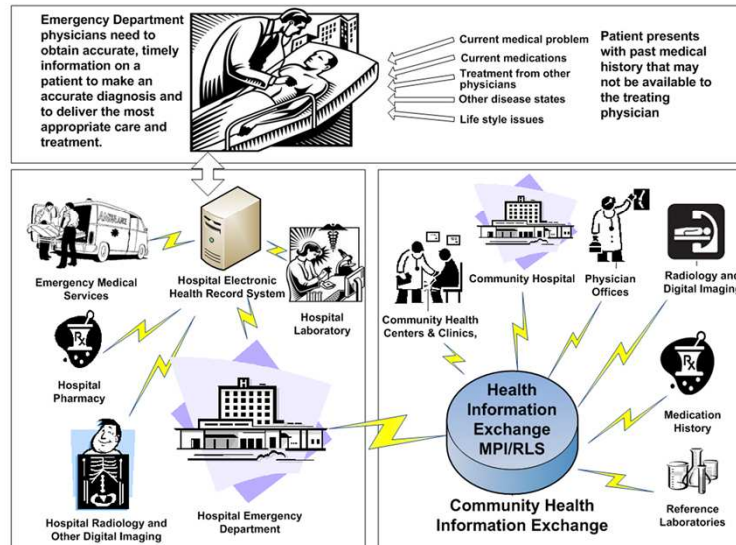 Emergency Department
physicians need to
obtain accurate, timely
information on a
patient to make an
accurate diagnosis and
to deliver the most
appropriate care and
treatment.
Current medical problem
Current medications
Treatment from other
physicians
Other disease states
Life style issues
Patient presents
with past medical
history that may
not be available to
the treating
physician
AMBULANCE
Emergency Medical
Services
Hospital Electronic
Health Record System
Hospital
Laboratory
Rx
Hospital
Pharmacy
Hospital Radiology and
Other Digital Imaging
Hospital Emergency
Department
Community Health
Centers & Clinics,
Community Hospital
Physician
Offices
Radiology and
Digital Imaging
Rx
Medication
History
Reference
Laboratories
Health
Information
Exchange
MPI/RLS
Community Health
Information Exchange